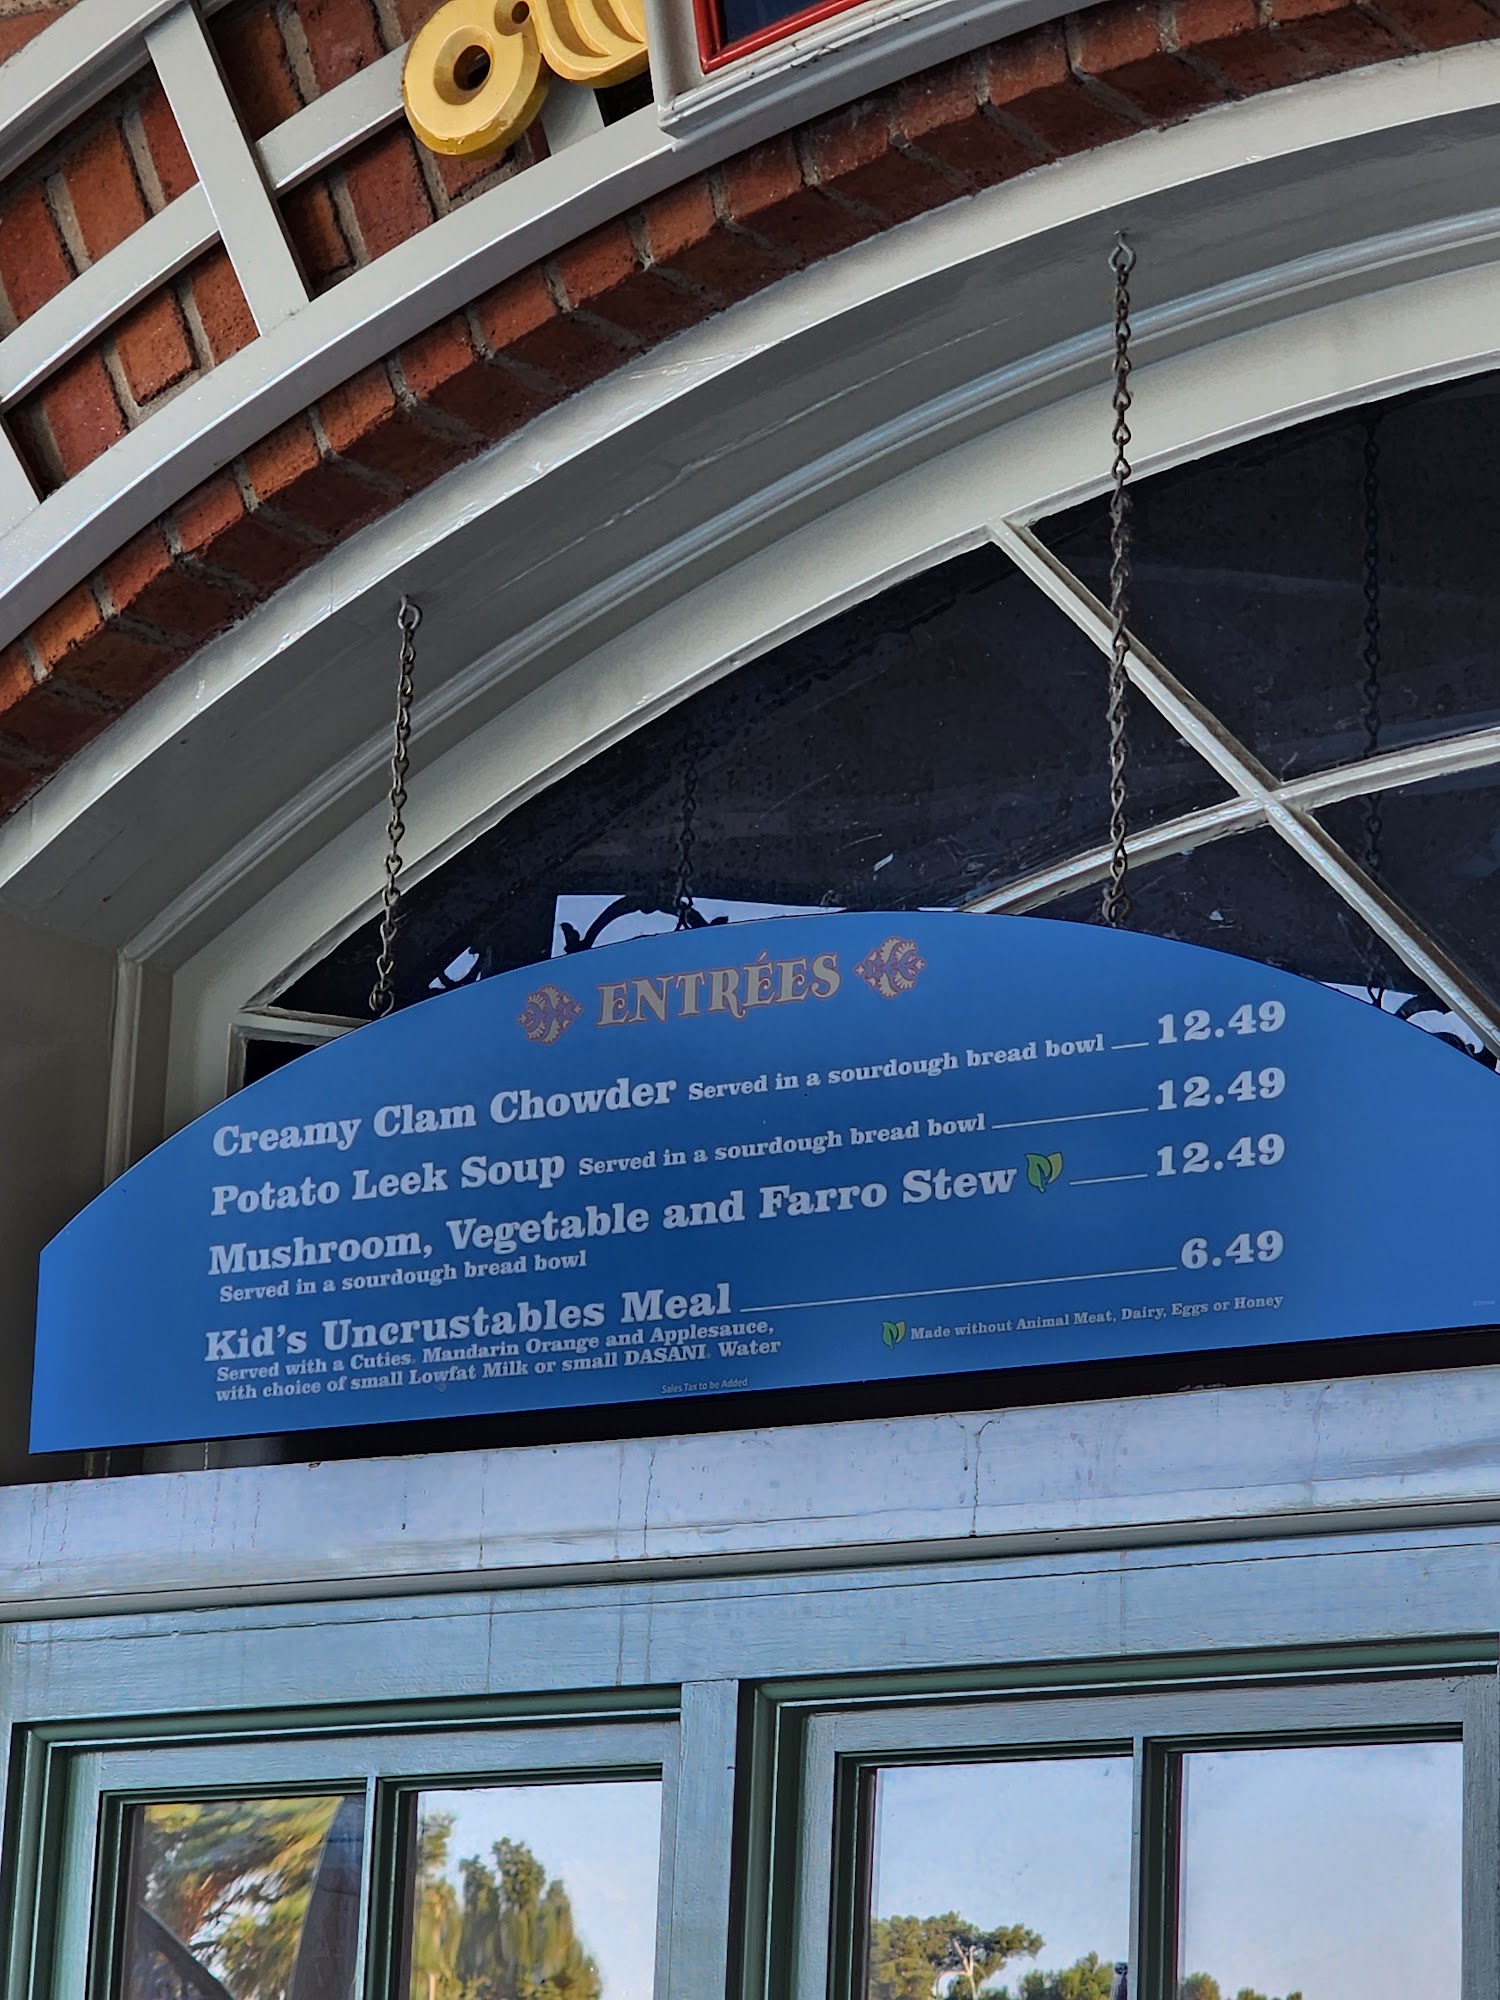 ENTRÉES
Creamy Clam Chowder Served in a sourdough bread bowl 12.49
Potato Leek Soup Served in a sourdough bread bowl 12.49
Mushroom, Vegetable and Farro Stew 12.49
Served in a sourdough bread bowl
Kid's Uncrustables Meal 6.49
Served with a Cuties® Mandarin Orange and Applesauce,
with choice of small Lowfat Milk or small DASANI® Water
Made without Animal Meat, Dairy, Eggs or Honey
Sales Tax to be Added